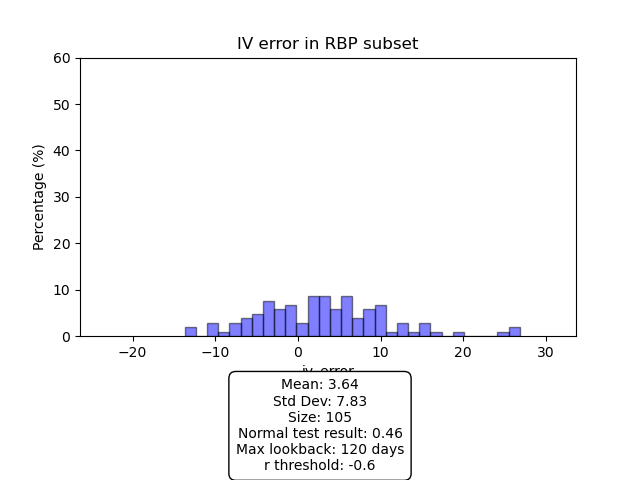 IV error in RBP subset
60
50
40
30
20
10
0
Percentage (%)
−20
−10
0
10
20
30
iv_error
Mean: 3.64
Std Dev: 7.83
Size: 105
Normal test result: 0.46
Max lookback: 120 days
r threshold: -0.6